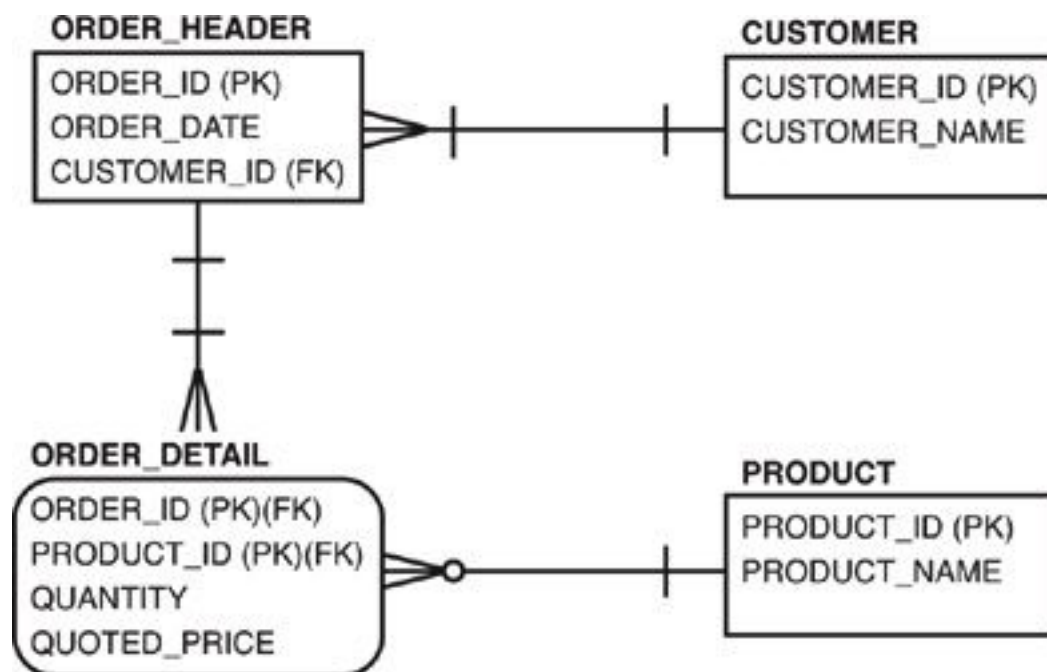 ORDER_HEADER
ORDER_ID (PK)
ORDER_DATE
CUSTOMER_ID (FK)
CUSTOMER
CUSTOMER_ID (PK)
CUSTOMER_NAME
ORDER_DETAIL
ORDER_ID (PK)(FK)
PRODUCT_ID (PK)(FK)
QUANTITY
QUOTED_PRICE
PRODUCT
PRODUCT_ID (PK)
PRODUCT_NAME